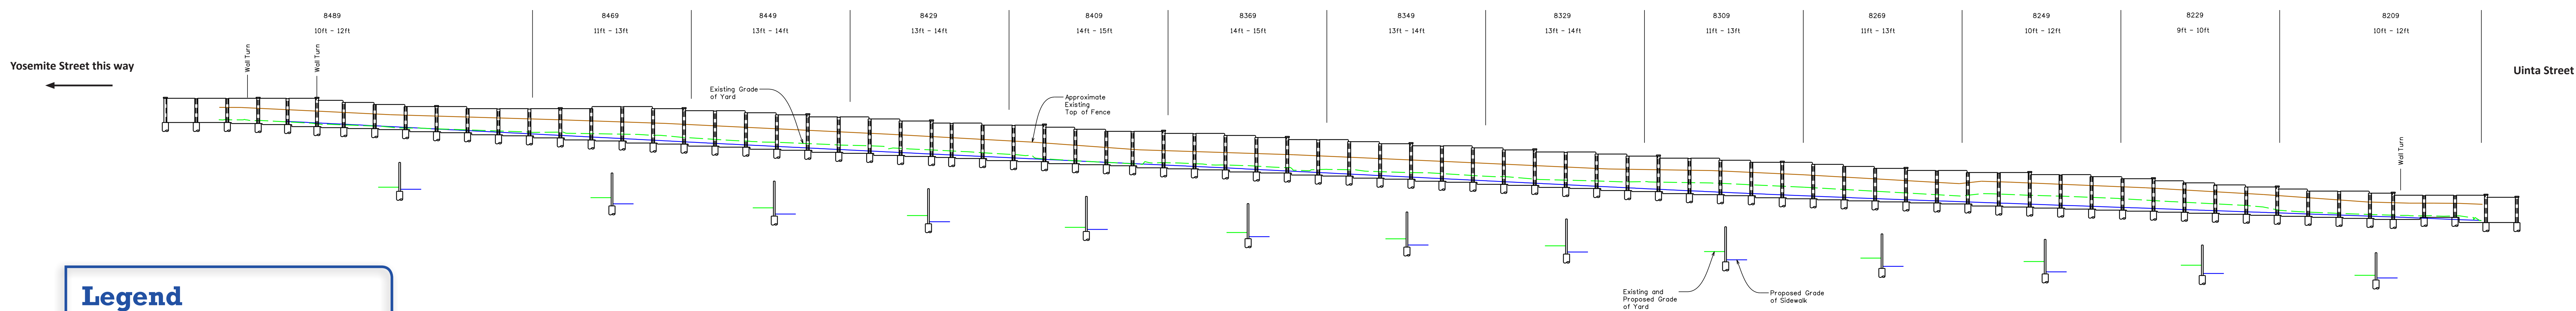 8489
10ft - 12ft
8469
11ft - 13ft
8449
13ft - 14ft
8429
13ft - 14ft
8409
14ft - 15ft
8369
14ft - 15ft
8349
13ft - 14ft
8329
13ft - 14ft
8309
11ft - 13ft
8269
11ft - 13ft
8249
10ft - 12ft
8229
9ft - 10ft
8209
10ft - 12ft
Yosemite Street this way
Wall Turn
Wall Turn
Existing Grade
of Yard
Approximate
Existing
Top of Fence
Wall Turn
Uinta Street
Existing and
Proposed Grade
of Yard
Proposed Grade
of Sidewalk
Legend